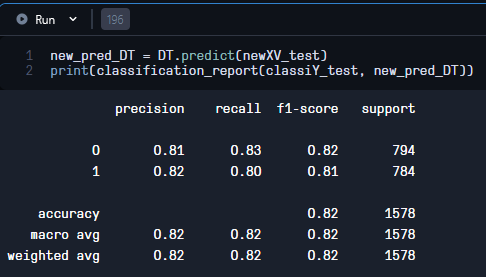 Run 196
1 new_pred_DT = DT.predict(newXV_test)
2 print(classification_report(classiY_test, new_pred_DT))
precision recall f1-score support
0 0.81 0.83 0.82 794
1 0.82 0.80 0.81 784
accuracy 0.82 1578
macro avg 0.82 0.82 0.82 1578
weighted avg 0.82 0.82 0.82 1578